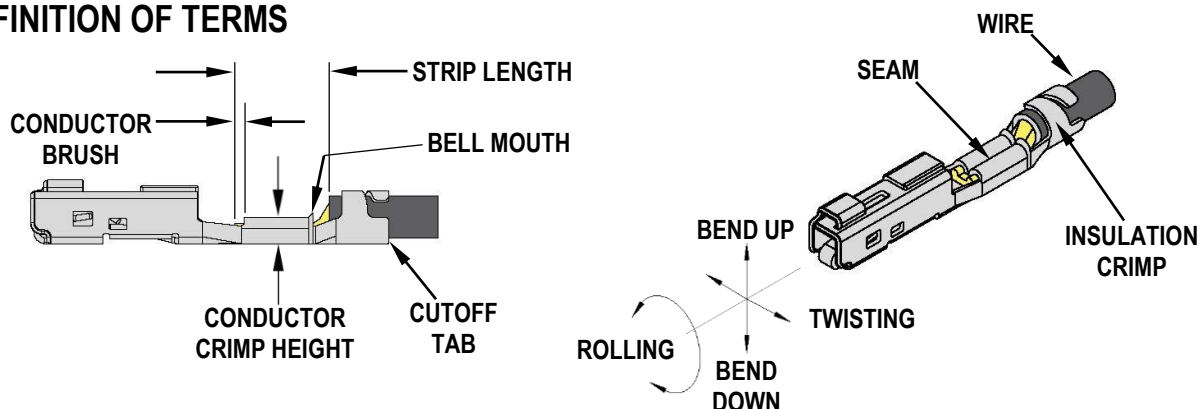 FINITION OF TERMS
STRIP LENGTH
CONDUCTOR
BRUSH
BELL MOUTH
CONDUCTOR
CRIMP HEIGHT
CUTOFF
TAB
WIRE
SEAM
INSULATION
CRIMP
BEND UP
TWISTING
ROLLING
BEND
DOWN